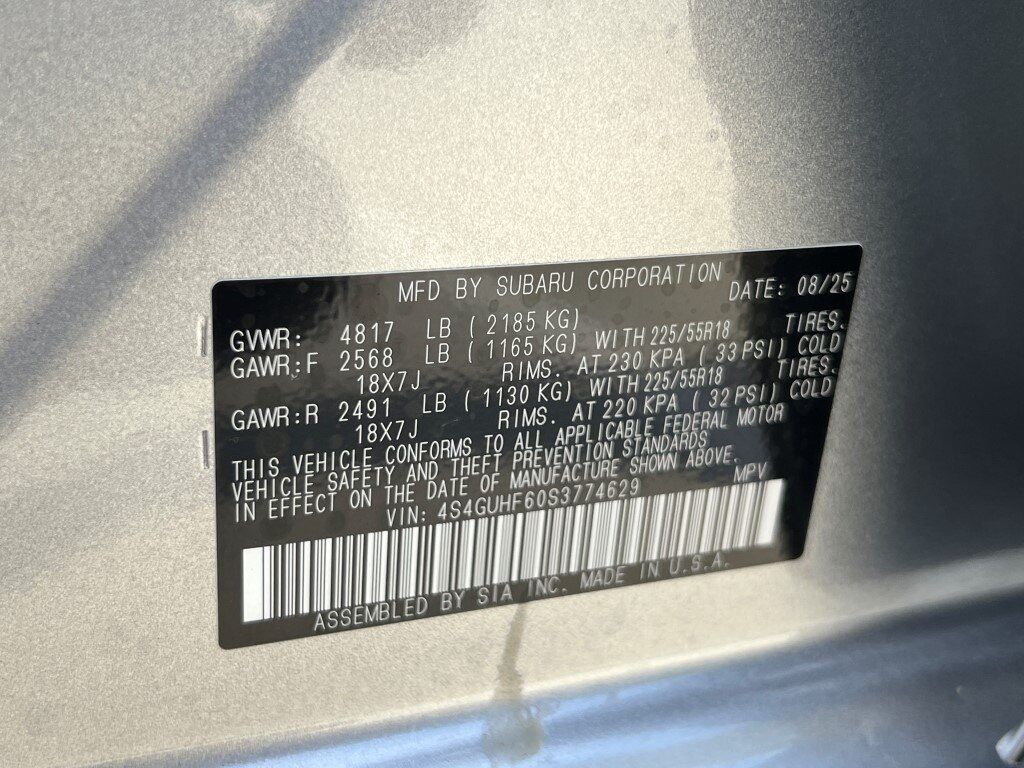 MFD BY SUBARU CORPORATION DATE: 08/25
GVWR: 4817 LB ( 2185 KG)
GAWR:F 2568 LB ( 1165 KG) WITH 225/55R18 TIRES.
18X7J RIMS. AT 230 KPA ( 33 PSI) COLD
GAWR:R 2491 LB ( 1130 KG) WITH 225/55R18 TIRES.
18X7J RIMS. AT 220 KPA ( 32 PSI) COLD
THIS VEHICLE CONFORMS TO ALL APPLICABLE FEDERAL MOTOR
VEHICLE SAFETY AND THEFT PREVENTION STANDARDS
IN EFFECT ON THE DATE OF MANUFACTURE SHOWN ABOVE.
VIN: 4S4GUHF60S3774629 MPV
ASSEMBLED BY SIA INC. MADE IN U.S.A.